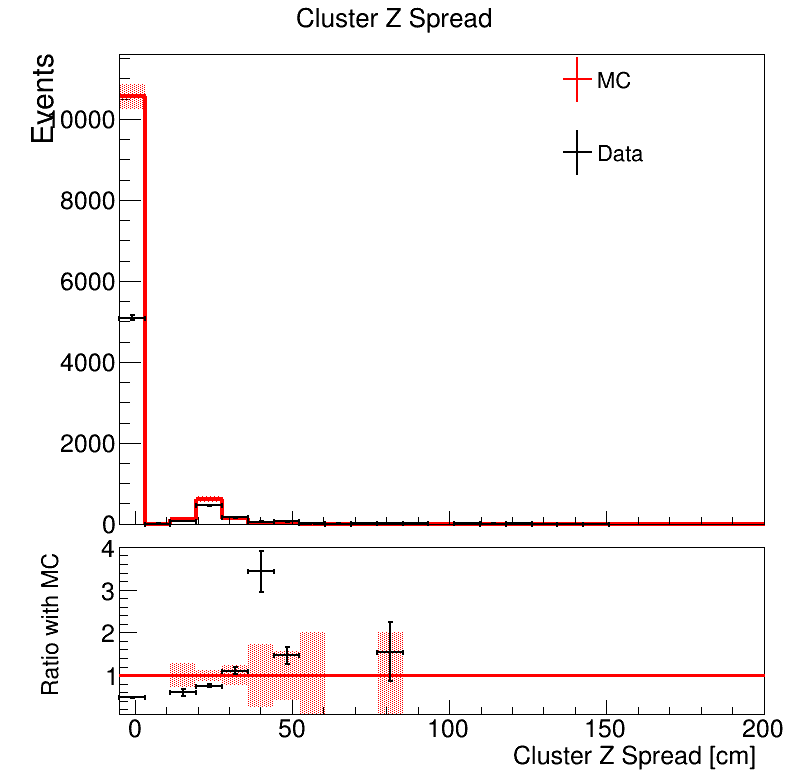 Cluster Z Spread
Events
MC
Data
10000
8000
6000
4000
2000
0
Ratio with MC
4
3
2
1
0
50
100
150
200
Cluster Z Spread [cm]